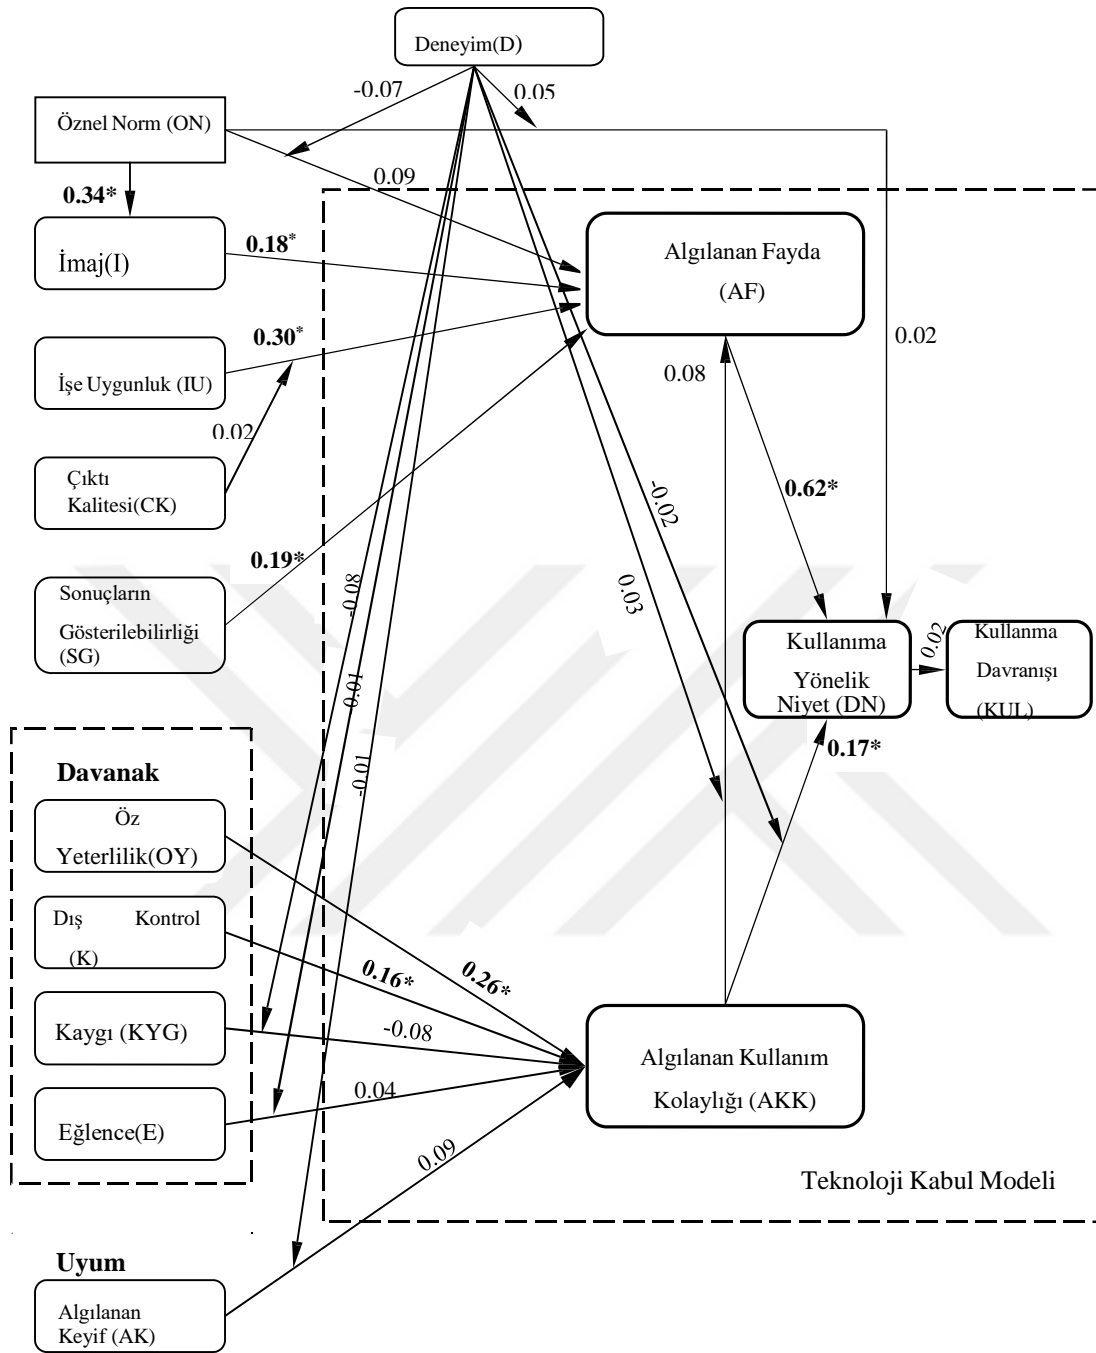 Deneyim(D)
-0.07
0.05
Öznel Norm (ON)
0.09
0.34*
İmaj(I)
0.18*
Algılanan Fayda
(AF)
0.30*
İşe Uygunluk (IU)
0.02
0.08
0.02
Çıktı
Kalitesi(CK)
0.62*
-0.02
0.19*
Sonuçların
Gösterilebilirliği
(SG)
-0.08
0.03
Kullanıma
Yönelik
Niyet (DN)
0.02
Kullanma
Davranışı
(KUL)
0.01
0.17*
-0.01
Davanak
Öz
Yeterlilik(OY)
Dış Kontrol
(K)
0.16*
0.26*
Kaygı (KYG)
-0.08
Algılanan Kullanım
Kolaylığı (AKK)
0.04
Eğlence(E)
0.09
Teknoloji Kabul Modeli
Uyum
Algılanan
Keyif (AK)